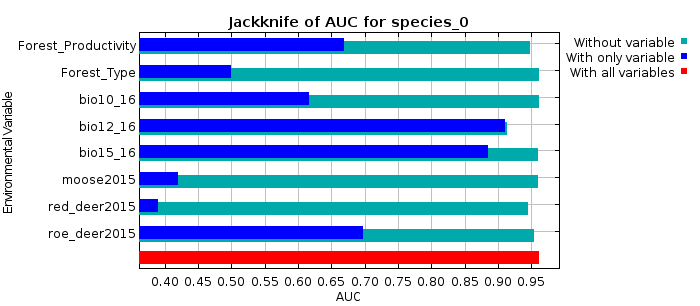 Jackknife of AUC for species_0
Environmental Variable
Forest_Productivity
Forest_Type
bio10_16
bio12_16
bio15_16
moose2015
red_deer2015
roe_deer2015
0.40 0.45 0.50 0.55 0.60 0.65 0.70 0.75 0.80 0.85 0.90 0.95
AUC
Without variable
With only variable
With all variables